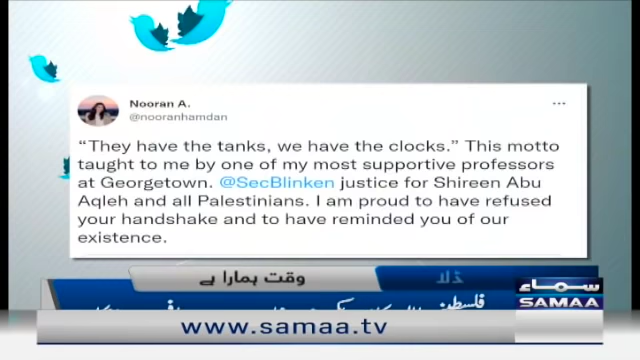 Nooran A.
@nooranhamdan
“They have the tanks, we have the clocks.” This motto
taught to me by one of my most supportive professors
at Georgetown. @SecBlinken justice for Shireen Abu
Aqleh and all Palestinians. I am proud to have refused
your handshake and to have reminded you of our
existence.
وقت ہمارا ہے
سماء
SAMAA
www.samaa.tv